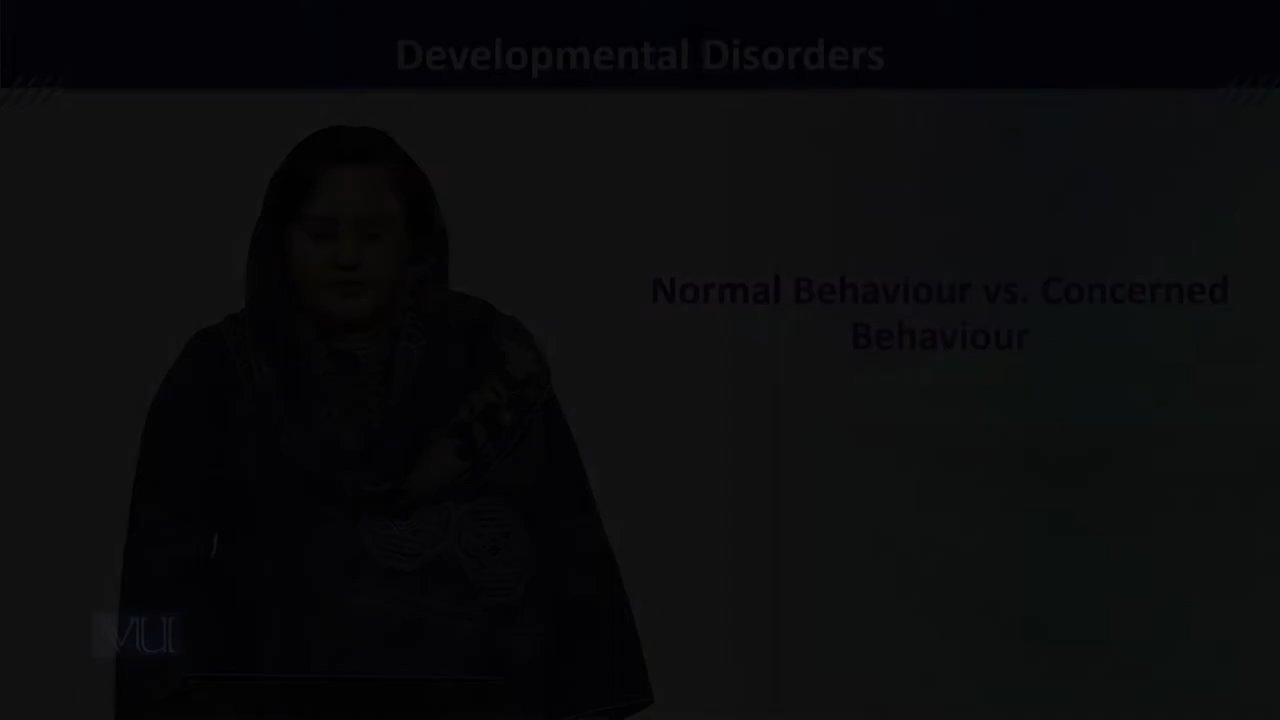 Developmental Disorders
Normal Behaviour vs. Concerned
Behaviour